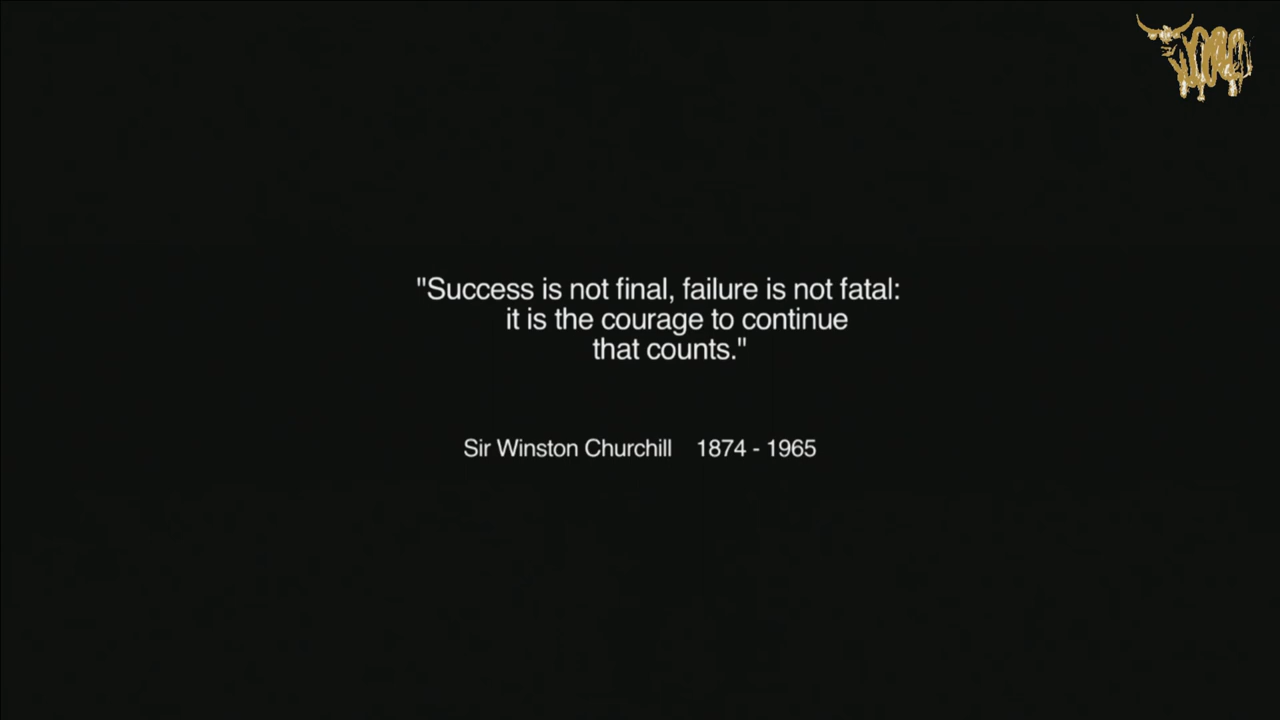 "Success is not final, failure is not fatal:
it is the courage to continue
that counts."
Sir Winston Churchill 1874 - 1965